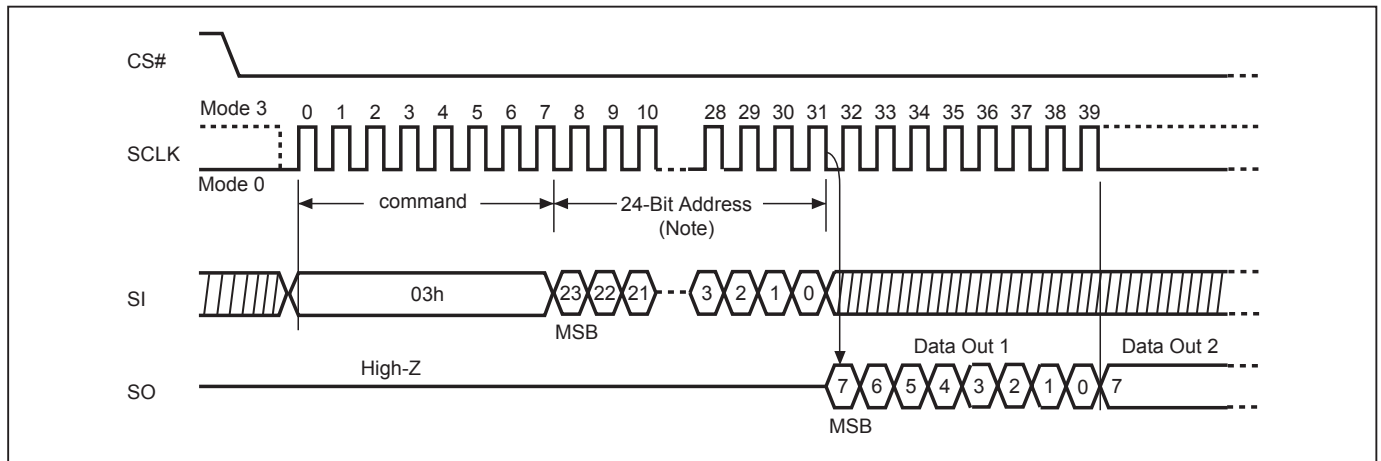 CS#
Mode 3
0 1 2 3 4 5 6 7 8 9 10 28 29 30 31 32 33 34 35 36 37 38 39
SCLK
Mode 0
command
24-Bit Address
(Note)
SI
03h
23 22 21 3 2 1 0
MSB
High-Z
Data Out 1
Data Out 2
SO
7 6 5 4 3 2 1 0 7
MSB